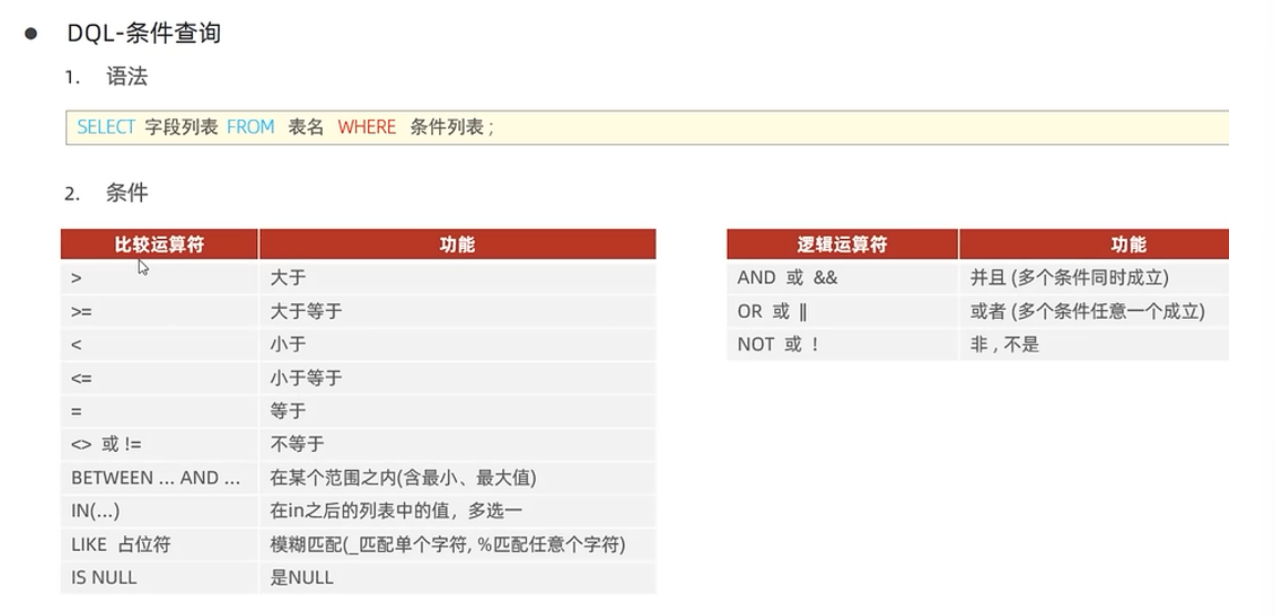 ● DQL-条件查询
1. 语法
SELECT 字段列表 FROM 表名 WHERE 条件列表 ;
2. 条件
比较运算符 功能
> 大于
>= 大于等于
< 小于
<= 小于等于
= 等于
<> 或 != 不等于
BETWEEN ... AND ... 在某个范围之内(含最小、最大值)
IN(...) 在in之后的列表中的值，多选一
LIKE 占位符 模糊匹配(_匹配单个字符, %匹配任意个字符)
IS NULL 是NULL
逻辑运算符 功能
AND 或 && 并且 (多个条件同时成立)
OR 或 || 或者 (多个条件任意一个成立)
NOT 或 ! 非 , 不是